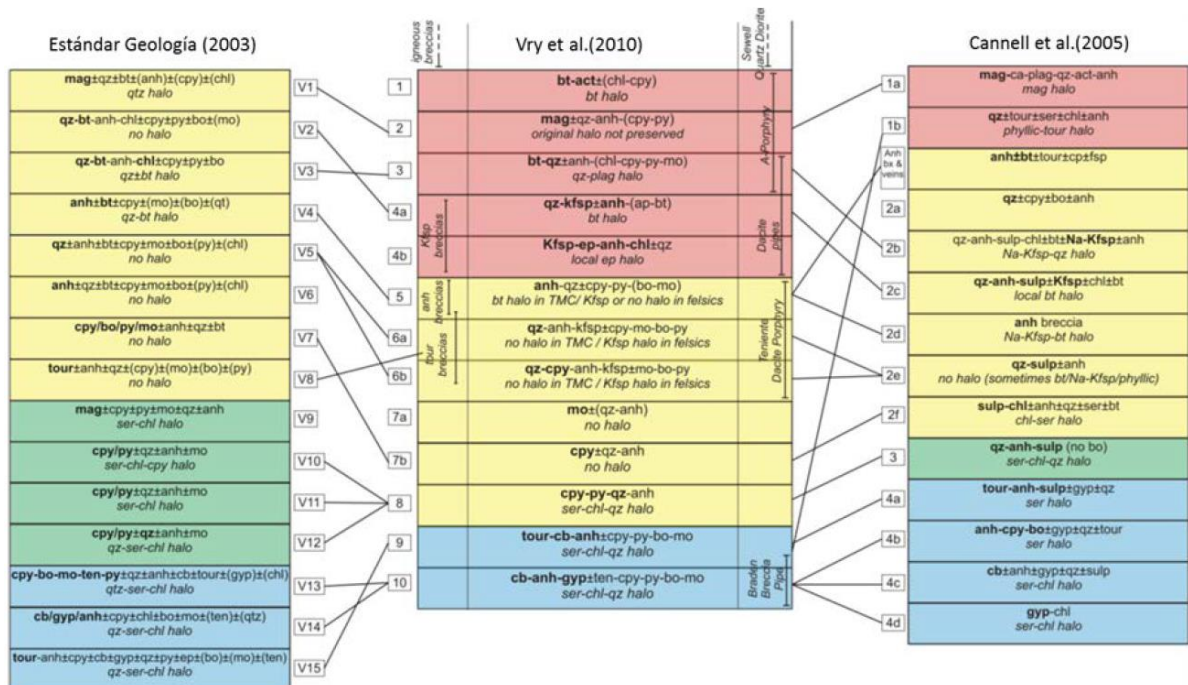 Estándar Geología (2003)
mag±qz±bt±(anh)±(cpy)±(chl)
qtz halo
qz-bt-anh-chl±cpy±py±bo±(mo)
no halo
qz-bt-anh-chl±cpy±py±bo
qz±bt halo
anh±bt±cpy±(mo)±(bo)±(qt)
qz-bt halo
qz±anh±bt±cpy±mo±bo±(py)±(chl)
no halo
anh±qz±bt±cpy±mo±bo±(py)±(chl)
no halo
cpy/bo/py/mo±anh±qz±bt
no halo
tour±anh±qz±(cpy)±(mo)±(bo)±(py)
no halo
mag±cpy±py±mo±qz±anh
ser-chl halo
cpy/py±qz±anh±mo
ser-chl-cpy halo
cpy/py±qz±anh±mo
ser-chl halo
cpy/py±qz±anh±mo
qz-ser-chl halo
cpy-bo-mo-ten-py±qz±anh±cb±tour±(gyp)±(chl)
qtz-ser-chl halo
cb/gyp/anh±cpy±chl±bo±mo±(ten)±(qtz)
qz-ser-chl halo
tour-anh±cpy±cb±gyp±qz±py±ep±(bo)±(mo)±(ten)
qz-ser-chl halo
V1
V2
V3
V4
V5
V6
V7
V8
V9
V10
V11
V12
V13
V14
V15
Vry et al.(2010)
1
2
3
4a
4b
5
6a
6b
7a
7b
8
9
10
igneous
breccias
Kfsp
breccias
anh
breccias
tour
breccias
bt-act±(chl-cpy)
bt halo
mag±qz-anh-(cpy-py)
original halo not preserved
bt-qz±anh-(chl-cpy-py-mo)
qz-plag halo
qz-kfsp±anh-(ap-bt)
bt halo
Kfsp-ep-anh-chl±qz
local ep halo
anh-qz±cpy-py-(bo-mo)
bt halo in TMC/ Kfsp or no halo in felsics
qz-anh-kfsp±cpy-mo-bo-py
no halo in TMC / Kfsp halo in felsics
qz-cpy-anh-kfsp±mo-bo-py
no halo in TMC / Kfsp halo in felsics
mo±(qz-anh)
no halo
cpy±qz-anh
no halo
cpy-py-qz-anh
ser-chl-qz halo
tour-cb-anh±cpy-py-bo-mo
ser-chl-qz halo
cb-anh-gyp±ten-cpy-py-bo-mo
ser-chl-qz halo
Sewell
Quartz Diorite
A-Porphyry
Dacite
pipes
Teniente
Dacite Porphyry
Braden
Breccia
Pipe
Cannell et al.(2005)
1a
1b
Anh
bx &
veins
2a
2b
2c
2d
2e
2f
3
4a
4b
4c
4d
mag-ca-plag-qz-act-anh
mag halo
qz±tour±ser±chl±anh
phyllic-tour halo
anh±bt±tour±cp±fsp
qz±cpy±bo±anh
qz-anh-sulp-chl±bt±Na-Kfsp±anh
Na-Kfsp-qz halo
qz-anh-sulp±Kfsp±chl±bt
local bt halo
anh breccia
Na-Kfsp-bt halo
qz-sulp±anh
no halo (sometimes bt/Na-Kfsp/phyllic)
sulp-chl±anh±qz±ser±bt
chl-ser halo
qz-anh-sulp (no bo)
ser-chl-qz halo
tour-anh-sulp±gyp±qz
ser halo
anh-cpy-bo±gyp±qz±tour
ser halo
cb±anh±gyp±qz±sulp
ser-chl halo
gyp-chl
ser-chl halo